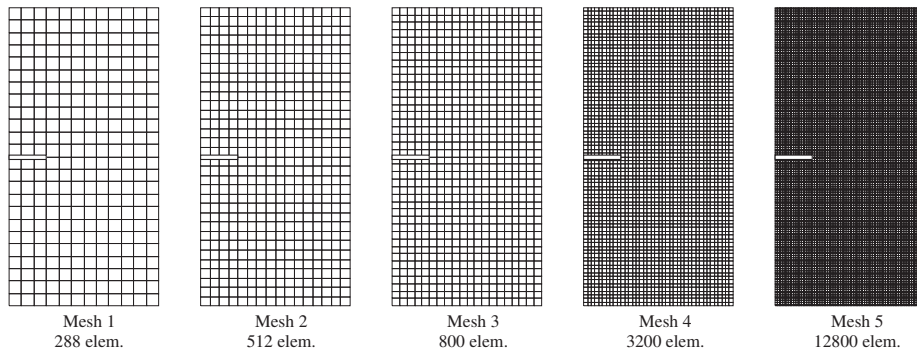 Mesh 1
288 elem.
Mesh 2
512 elem.
Mesh 3
800 elem.
Mesh 4
3200 elem.
Mesh 5
12800 elem.